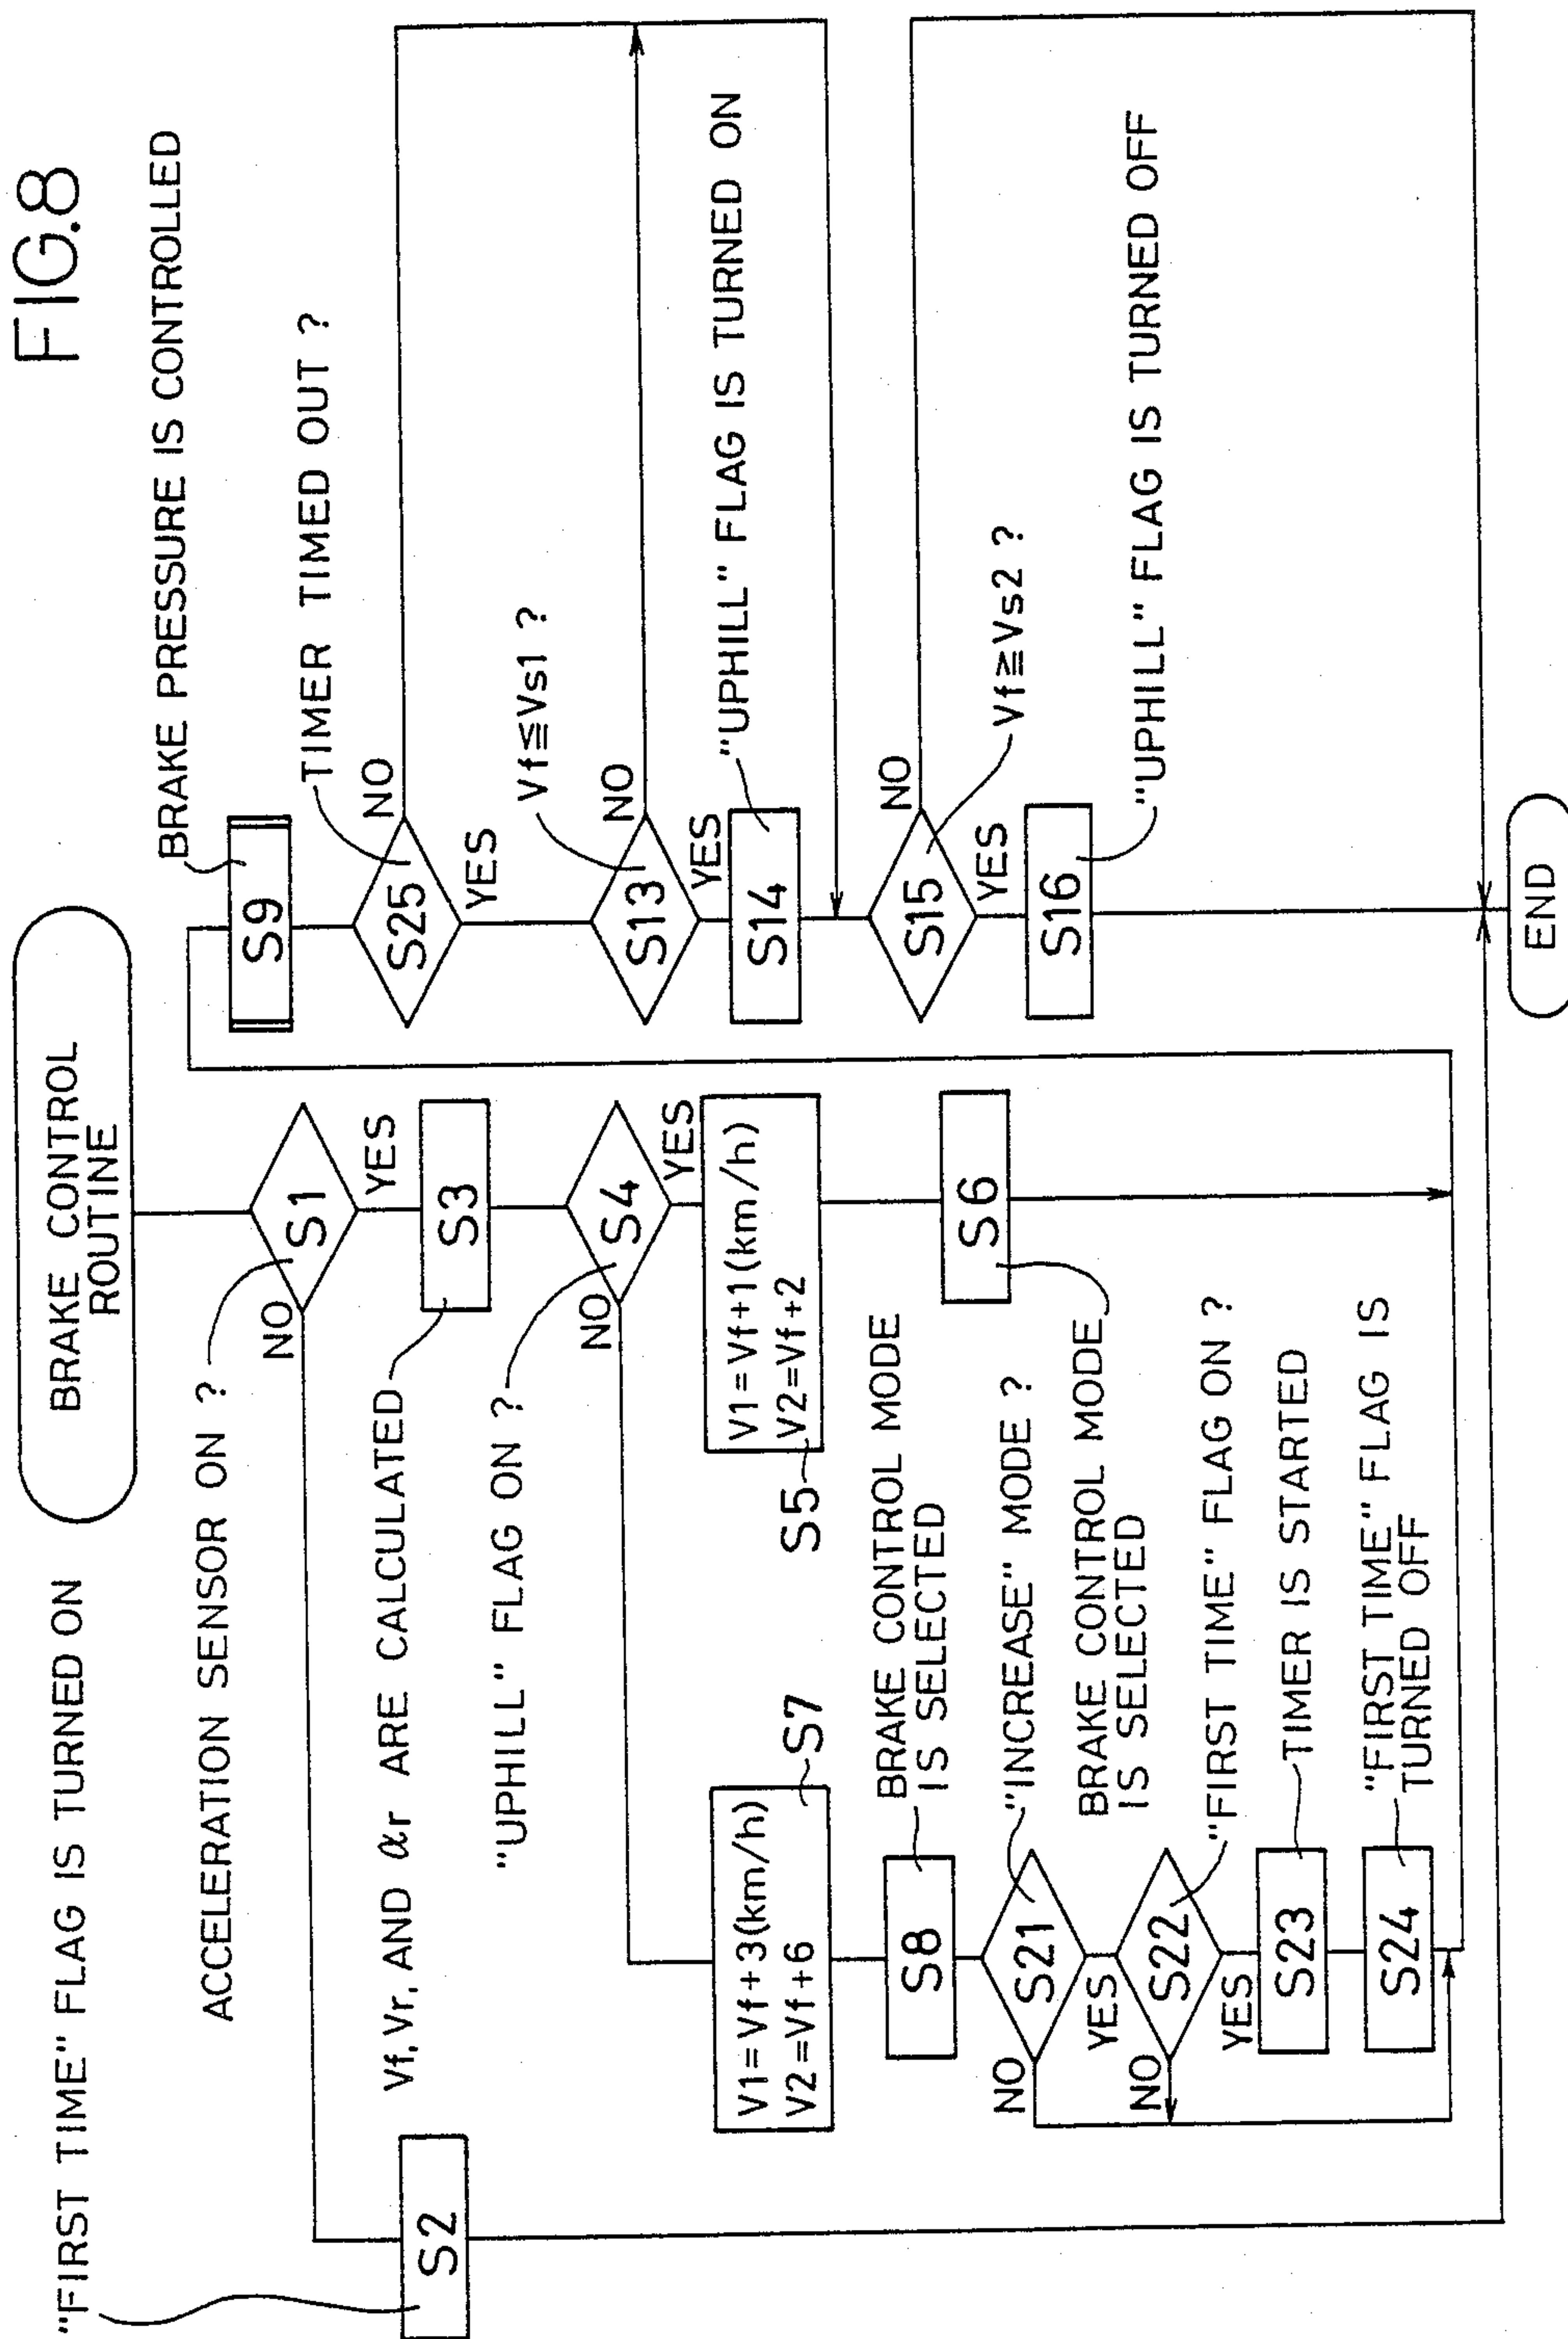 FIG.8
BRAKE CONTROL
ROUTINE
"FIRST TIME" FLAG IS TURNED ON
ACCELERATION SENSOR ON ?
S1
NO
YES
S2
Vf, Vr, AND αr ARE CALCULATED
S3
"UPHILL" FLAG ON ?
S4
NO
YES
V1=Vf+1(km/h)
V2=Vf+2
S5
BRAKE CONTROL MODE
IS SELECTED
S6
V1=Vf+3(km/h)
V2=Vf+6
S7
BRAKE CONTROL MODE
IS SELECTED
S8
"INCREASE" MODE ?
S21
NO
YES
"FIRST TIME" FLAG ON ?
S22
NO
YES
TIMER IS STARTED
S23
"FIRST TIME" FLAG IS
TURNED OFF
S24
BRAKE PRESSURE IS CONTROLLED
S9
TIMER TIMED OUT ?
S25
NO
YES
Vf≦Vs1 ?
S13
NO
YES
"UPHILL" FLAG IS TURNED ON
S14
Vf≧Vs2 ?
S15
NO
YES
"UPHILL" FLAG IS TURNED OFF
S16
END